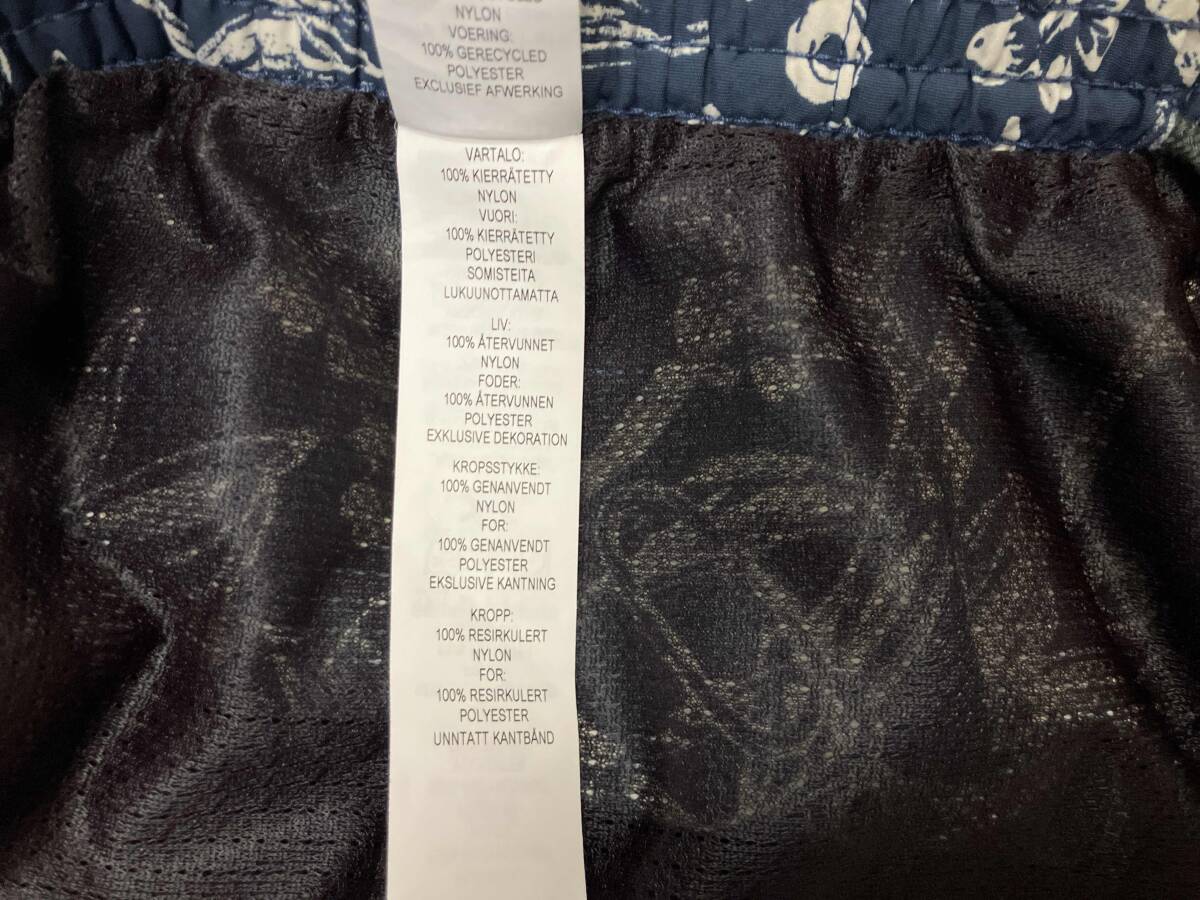 NYLON
VOERING:
100% GERECYCLED
POLYESTER
EXCLUSIEF AFWERKING
VARTALO:
100% KIERRÄTETTY
NYLON
VUORI:
100% KIERRÄTETTY
POLYESTERI
SOMISTEITA
LUKUUNOTTAMATTA
LIV:
100% ÅTERVUNNET
NYLON
FODER:
100% ÅTERVUNNEN
POLYESTER
EXKLUSIVE DEKORATION
KROPSSTYKKE:
100% GENANVENDT
NYLON
FOR:
100% GENANVENDT
POLYESTER
EKSLUSIVE KANTNING
KROPP:
100% RESIRKULERT
NYLON
FOR:
100% RESIRKULERT
POLYESTER
UNNTATT KANTBÅND